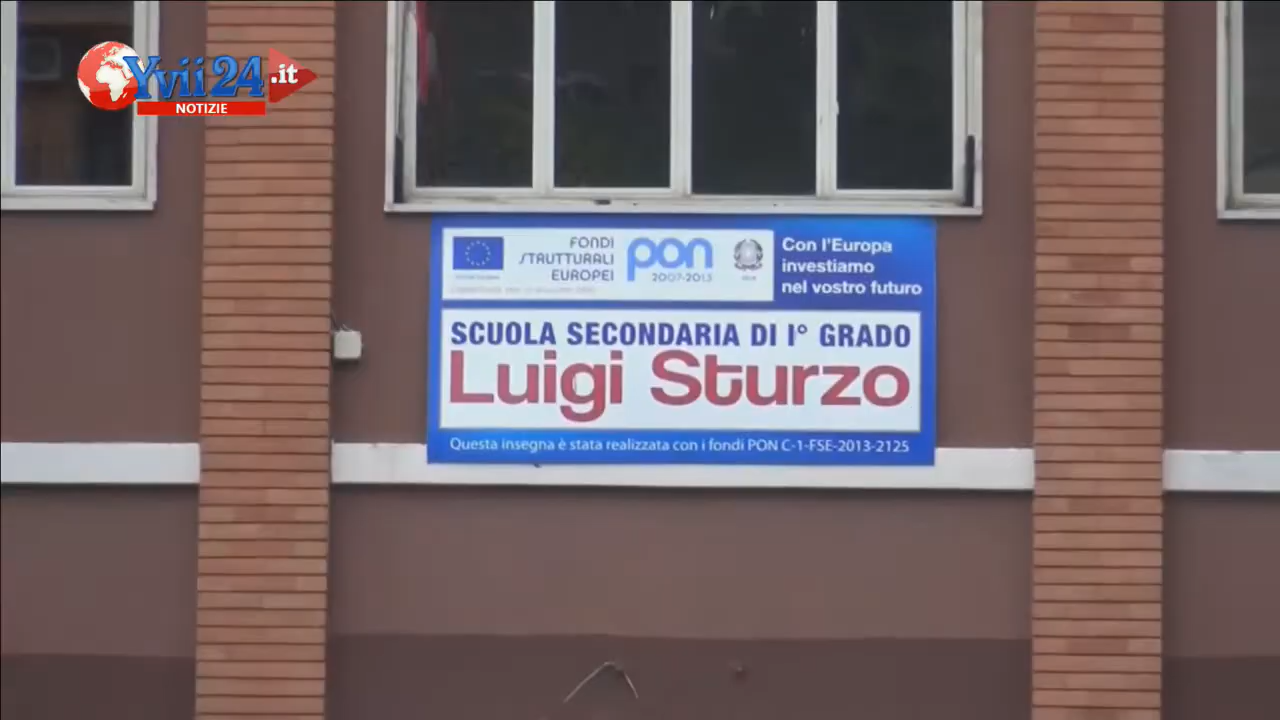 Yvii24.it
NOTIZIE
FONDI
STRUTTURALI
EUROPEI
pon
2007-2013
Con l'Europa
investiamo
nel vostro futuro
SCUOLA SECONDARIA DI I° GRADO
Luigi Sturzo
Questa insegna è stata realizzata con i fondi PON C-1-FSE-2013-2125